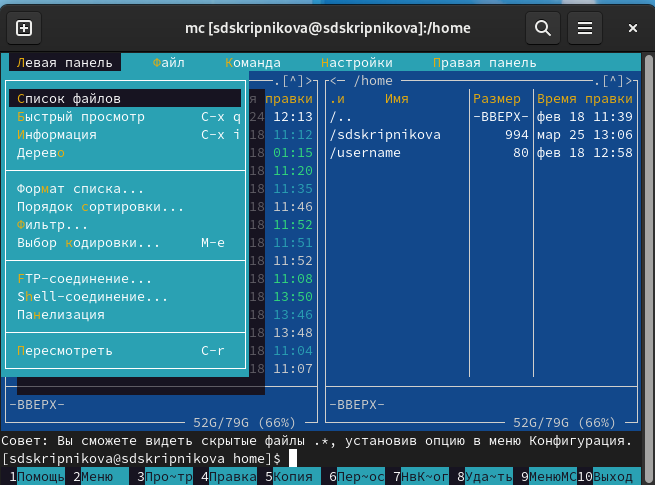 mc [sdskripnikova@sdskripnikova]:/home
Левая панель Файл Команда Настройки Правая панель
.[^]> <─ /home .[^]>
Список файлов я правки .и Имя Размер Время правки
Быстрый просмотр C-x q 24 12:13 /.. -ВВЕРХ- фев 18 11:39
Информация C-x i 18 11:12 /sdskripnikova 994 мар 25 13:06
Дерево 18 01:15 /username 80 фев 18 12:58
18 11:20
Формат списка... 18 11:35
Порядок сортировки... 18 11:46
Фильтр... 18 11:52
Выбор кодировки... M-e 18 11:51
18 11:52
FTP-соединение... 18 11:08
Shell-соединение... 18 13:50
Панелизация 18 13:46
18 13:48
Пересмотреть C-r 18 11:04
18 11:07
-ВВЕРХ- -ВВЕРХ-
52G/79G (66%) 52G/79G (66%)
Совет: Вы сможете видеть скрытые файлы .*, установив опцию в меню Конфигурация.
[sdskripnikova@sdskripnikova home]$
1Помощь 2Меню 3Про~тр 4Правка 5Копия 6Пер~ос 7НвК~ог 8Уда~ть 9МенюMC 10Выход